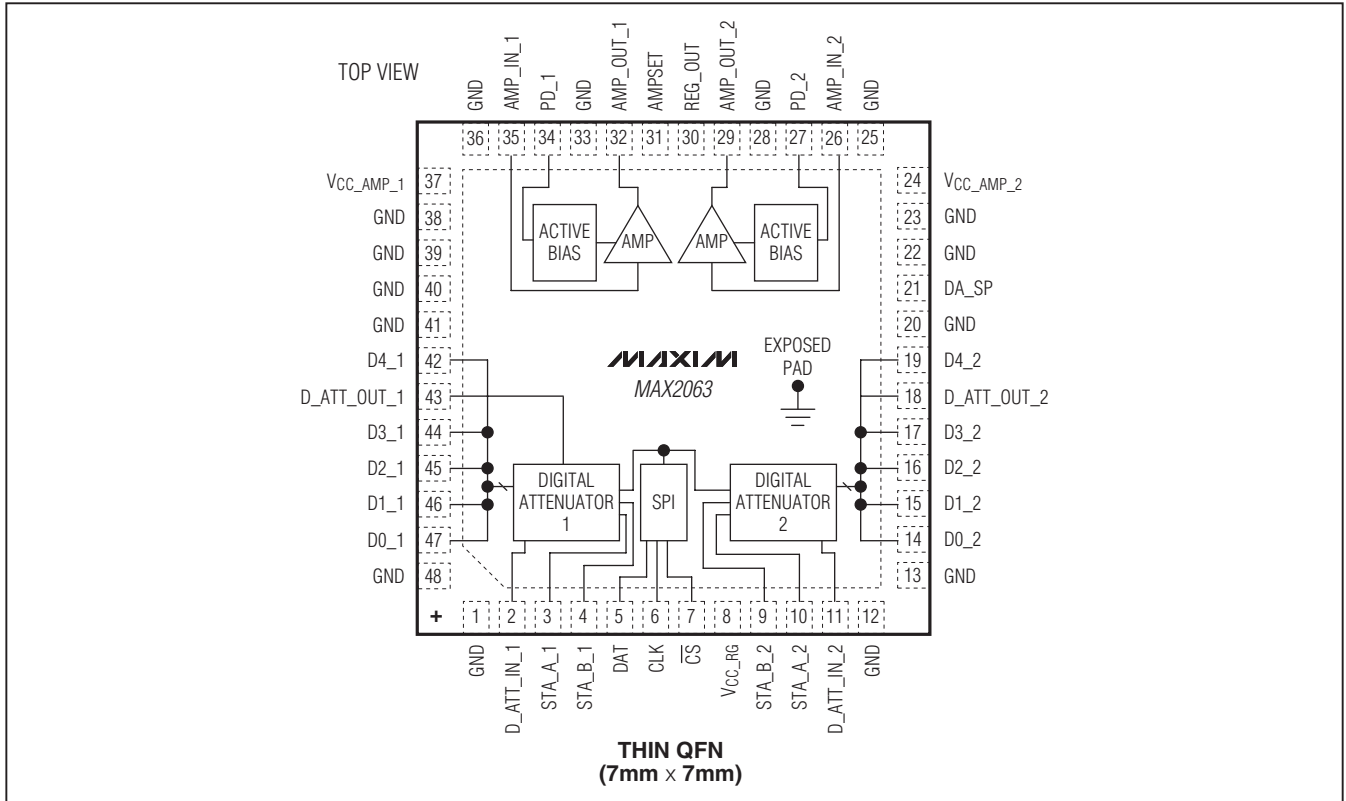 TOP VIEW
GND
AMP_IN_1
PD_1
GND
AMP_OUT_1
AMPSET
REG_OUT
AMP_OUT_2
GND
PD_2
AMP_IN_2
GND
36 35 34 33 32 31 30 29 28 27 26 25
VCC_AMP_1 37
GND 38
GND 39
GND 40
GND 41
D4_1 42
D_ATT_OUT_1 43
D3_1 44
D2_1 45
D1_1 46
D0_1 47
GND 48
ACTIVE
BIAS
AMP
AMP
ACTIVE
BIAS
MAXIM
MAX2063
EXPOSED
PAD
DIGITAL
ATTENUATOR
1
SPI
DIGITAL
ATTENUATOR
2
24 VCC_AMP_2
23 GND
22 GND
21 DA_SP
20 GND
19 D4_2
18 D_ATT_OUT_2
17 D3_2
16 D2_2
15 D1_2
14 D0_2
13 GND
+ 1 2 3 4 5 6 7 8 9 10 11 12
GND
D_ATT_IN_1
STA_A_1
STA_B_1
DAT
CLK
C̅S̅
VCC_RG
STA_B_2
STA_A_2
D_ATT_IN_2
GND
THIN QFN
(7mm x 7mm)